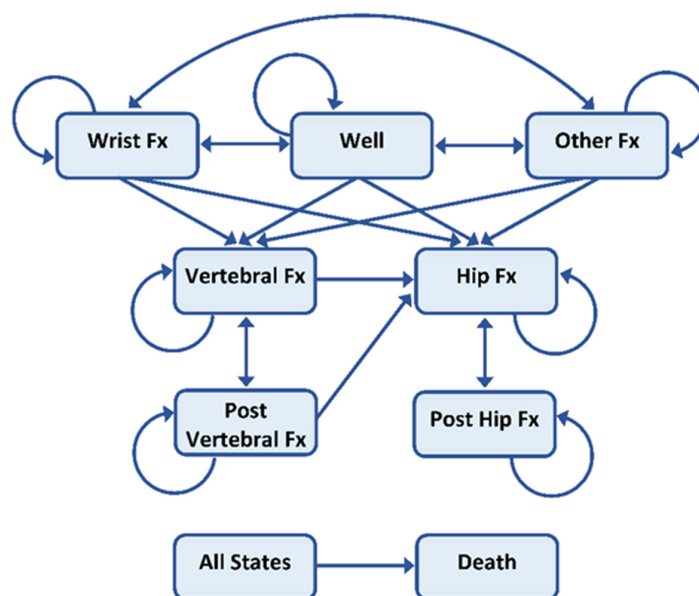 Wrist Fx
Well
Other Fx
Vertebral Fx
Hip Fx
Post
Vertebral Fx
Post Hip Fx
All States
Death